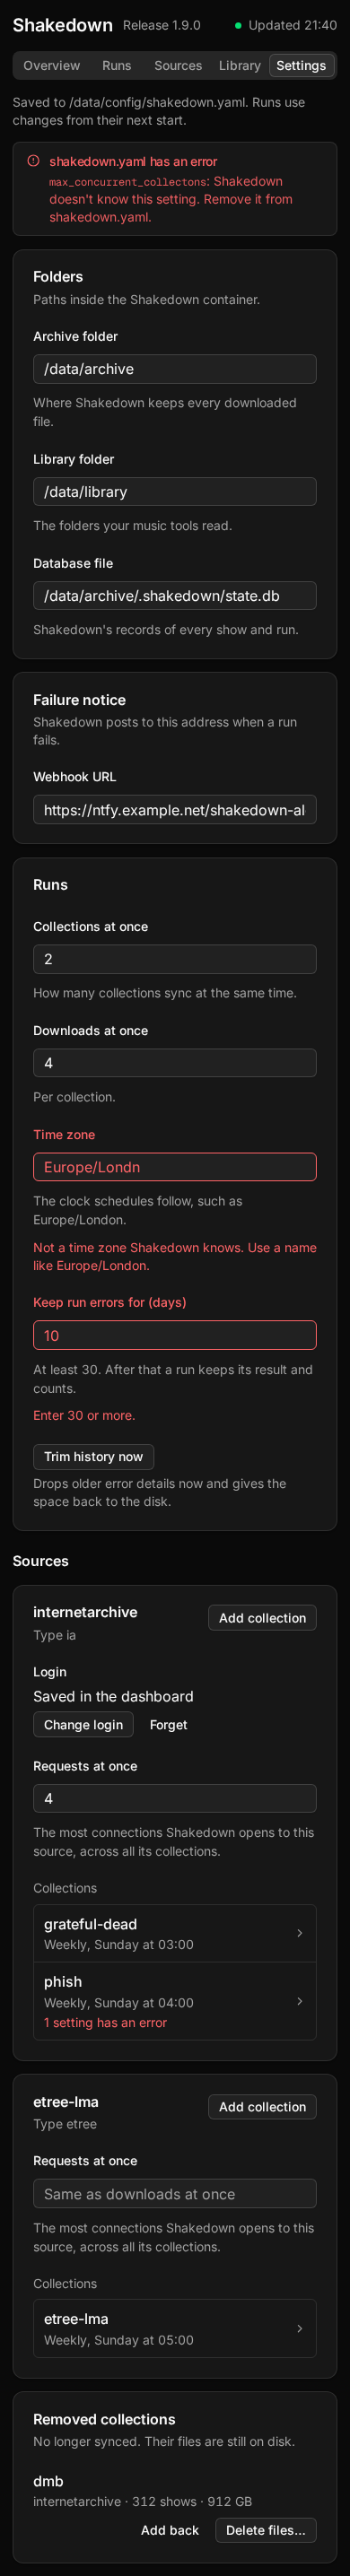 Shakedown Release 1.9.0 Updated 21:40
Overview Runs Sources Library Settings
Saved to /data/config/shakedown.yaml. Runs use
changes from their next start.
shakedown.yaml has an error
max_concurrent_collectons: Shakedown
doesn't know this setting. Remove it from
shakedown.yaml.
Folders
Paths inside the Shakedown container.
Archive folder
/data/archive
Where Shakedown keeps every downloaded
file.
Library folder
/data/library
The folders your music tools read.
Database file
/data/archive/.shakedown/state.db
Shakedown's records of every show and run.
Failure notice
Shakedown posts to this address when a run
fails.
Webhook URL
https://ntfy.example.net/shakedown-al
Runs
Collections at once
2
How many collections sync at the same time.
Downloads at once
4
Per collection.
Time zone
Europe/Londn
The clock schedules follow, such as
Europe/London.
Not a time zone Shakedown knows. Use a name
like Europe/London.
Keep run errors for (days)
10
At least 30. After that a run keeps its result and
counts.
Enter 30 or more.
Trim history now
Drops older error details now and gives the
space back to the disk.
Sources
internetarchive Add collection
Type ia
Login
Saved in the dashboard
Change login Forget
Requests at once
4
The most connections Shakedown opens to this
source, across all its collections.
Collections
grateful-dead
Weekly, Sunday at 03:00
phish
Weekly, Sunday at 04:00
1 setting has an error
etree-lma Add collection
Type etree
Requests at once
Same as downloads at once
The most connections Shakedown opens to this
source, across all its collections.
Collections
etree-lma
Weekly, Sunday at 05:00
Removed collections
No longer synced. Their files are still on disk.
dmb
internetarchive · 312 shows · 912 GB
Add back Delete files...